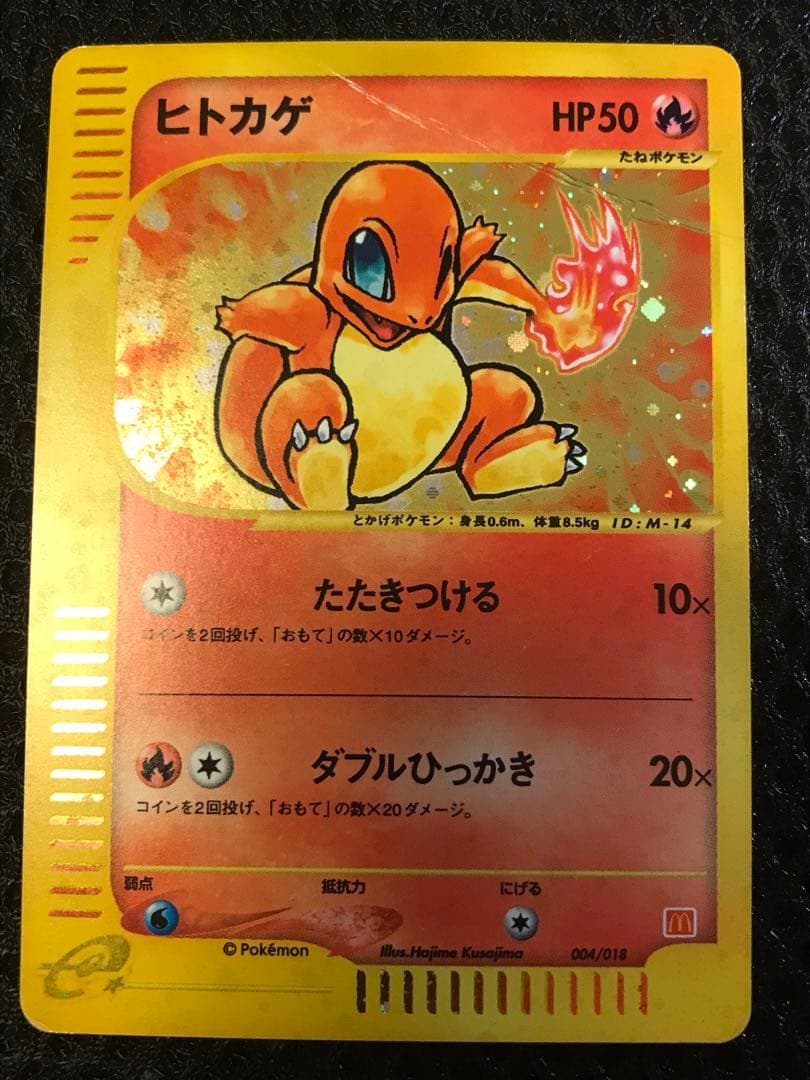 ヒトカゲ HP50
たねポケモン
とかげポケモン：身長0.6m、体重8.5kg ID:M-14
たたきつける 10×
コインを2回投げ、「おもて」の数×10ダメージ。
ダブルひっかき 20×
コインを2回投げ、「おもて」の数×20ダメージ。
弱点 抵抗力 にげる
© Pokémon Illus.Hajime Kusajima 004/018